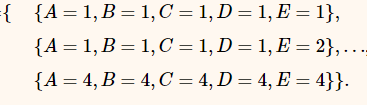 ={ {A = 1, B = 1, C = 1, D = 1, E = 1},
{A = 1, B = 1, C = 1, D = 1, E = 2}, ...,
{A = 4, B = 4, C = 4, D = 4, E = 4}}.